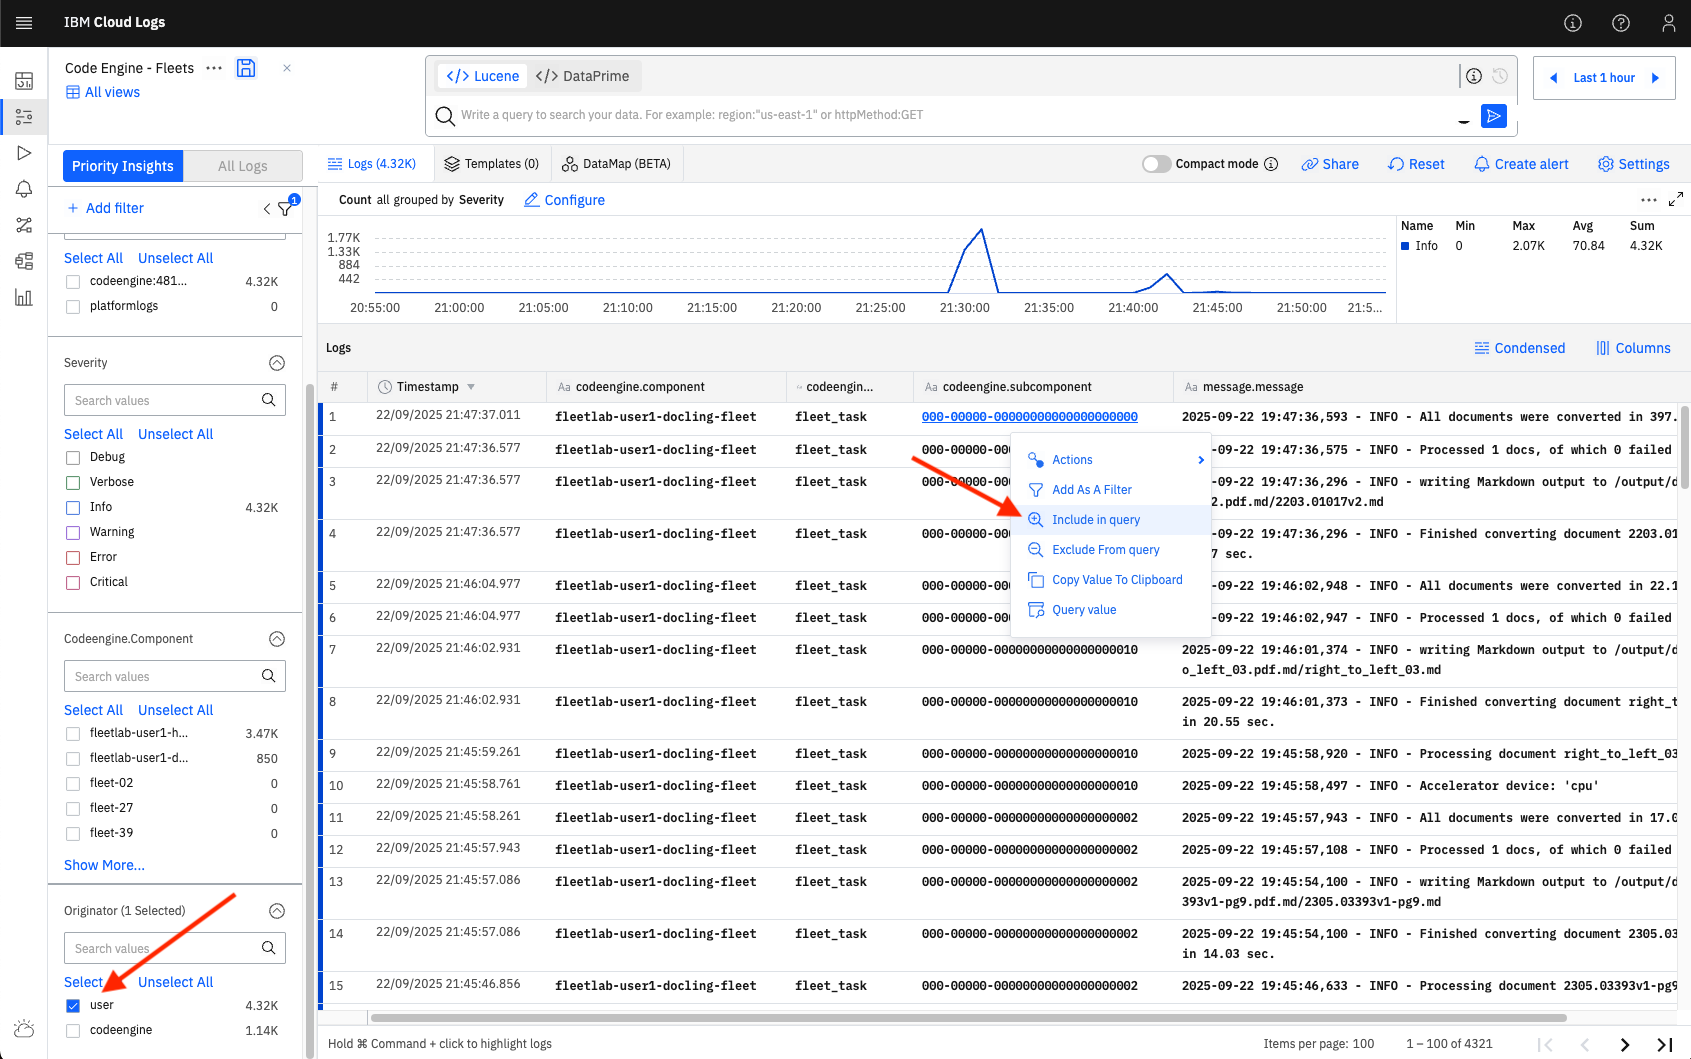 IBM Cloud Logs
Code Engine - Fleets
All views
Lucene
DataPrime
Write a query to search your data. For example: region:"us-east-1" or httpMethod:GET
Last 1 hour
Priority Insights
All Logs
Logs (4.32K)
Templates (0)
DataMap (BETA)
Compact mode
Share
Reset
Create alert
Settings
+ Add filter
1
Count all grouped by Severity
Configure
1.77K
1.33K
884
442
20:55:00 21:00:00 21:05:00 21:10:00 21:15:00 21:20:00 21:25:00 21:30:00 21:35:00 21:40:00 21:45:00 21:50:00 21:5...
Name Min Max Avg Sum
Info 0 2.07K 70.84 4.32K
Select All Unselect All
codeengine:481... 4.32K
platformlogs 0
Severity
Search values
Select All Unselect All
Debug
Verbose
Info 4.32K
Warning
Error
Critical
Codeengine.Component
Search values
Select All Unselect All
fleetlab-user1-h... 3.47K
fleetlab-user1-d... 850
fleet-02 0
fleet-27 0
fleet-39 0
Show More...
Originator (1 Selected)
Search values
Select Unselect All
user 4.32K
codeengine 1.14K
Logs
Condensed
Columns
# Timestamp Aa codeengine.component codeengin... Aa codeengine.subcomponent Aa message.message
1 22/09/2025 21:47:37.011 fleetlab-user1-docling-fleet fleet_task 000-00000-00000000000000000000 2025-09-22 19:47:36,593 - INFO - All documents were converted in 397.
2 22/09/2025 21:47:36.577 fleetlab-user1-docling-fleet fleet_task 000-00000-000 2025-09-22 19:47:36,575 - INFO - Processed 1 docs, of which 0 failed
3 22/09/2025 21:47:36.577 fleetlab-user1-docling-fleet fleet_task 000-00000-000 2025-09-22 19:47:36,296 - INFO - writing Markdown output to /output/d
2.pdf.md/2203.01017v2.md
4 22/09/2025 21:47:36.577 fleetlab-user1-docling-fleet fleet_task 000-00000-000 2025-09-22 19:47:36,296 - INFO - Finished converting document 2203.01
7 sec.
5 22/09/2025 21:46:04.977 fleetlab-user1-docling-fleet fleet_task 000-00000-000 2025-09-22 19:46:02,948 - INFO - All documents were converted in 22.1
6 22/09/2025 21:46:04.977 fleetlab-user1-docling-fleet fleet_task 000-00000-000 2025-09-22 19:46:02,947 - INFO - Processed 1 docs, of which 0 failed
7 22/09/2025 21:46:02.931 fleetlab-user1-docling-fleet fleet_task 000-00000-00000000000000000010 2025-09-22 19:46:01,374 - INFO - writing Markdown output to /output/d
o_left_03.pdf.md/right_to_left_03.md
8 22/09/2025 21:46:02.931 fleetlab-user1-docling-fleet fleet_task 000-00000-00000000000000000010 2025-09-22 19:46:01,373 - INFO - Finished converting document right_t
in 20.55 sec.
9 22/09/2025 21:45:59.261 fleetlab-user1-docling-fleet fleet_task 000-00000-00000000000000000010 2025-09-22 19:45:58,920 - INFO - Processing document right_to_left_03
10 22/09/2025 21:45:58.761 fleetlab-user1-docling-fleet fleet_task 000-00000-00000000000000000010 2025-09-22 19:45:58,497 - INFO - Accelerator device: 'cpu'
11 22/09/2025 21:45:58.261 fleetlab-user1-docling-fleet fleet_task 000-00000-00000000000000000002 2025-09-22 19:45:57,943 - INFO - All documents were converted in 17.0
12 22/09/2025 21:45:57.943 fleetlab-user1-docling-fleet fleet_task 000-00000-00000000000000000002 2025-09-22 19:45:57,108 - INFO - Processed 1 docs, of which 0 failed
13 22/09/2025 21:45:57.086 fleetlab-user1-docling-fleet fleet_task 000-00000-00000000000000000002 2025-09-22 19:45:54,100 - INFO - writing Markdown output to /output/d
393v1-pg9.pdf.md/2305.03393v1-pg9.md
14 22/09/2025 21:45:57.086 fleetlab-user1-docling-fleet fleet_task 000-00000-00000000000000000002 2025-09-22 19:45:54,100 - INFO - Finished converting document 2305.03
in 14.03 sec.
15 22/09/2025 21:45:46.856 fleetlab-user1-docling-fleet fleet_task 000-00000-00000000000000000002 2025-09-22 19:45:46,633 - INFO - Processing document 2305.03393v1-pg9
Actions
Add As A Filter
Include in query
Exclude From query
Copy Value To Clipboard
Query value
Hold ⌘ Command + click to highlight logs
Items per page: 100
1 – 100 of 4321